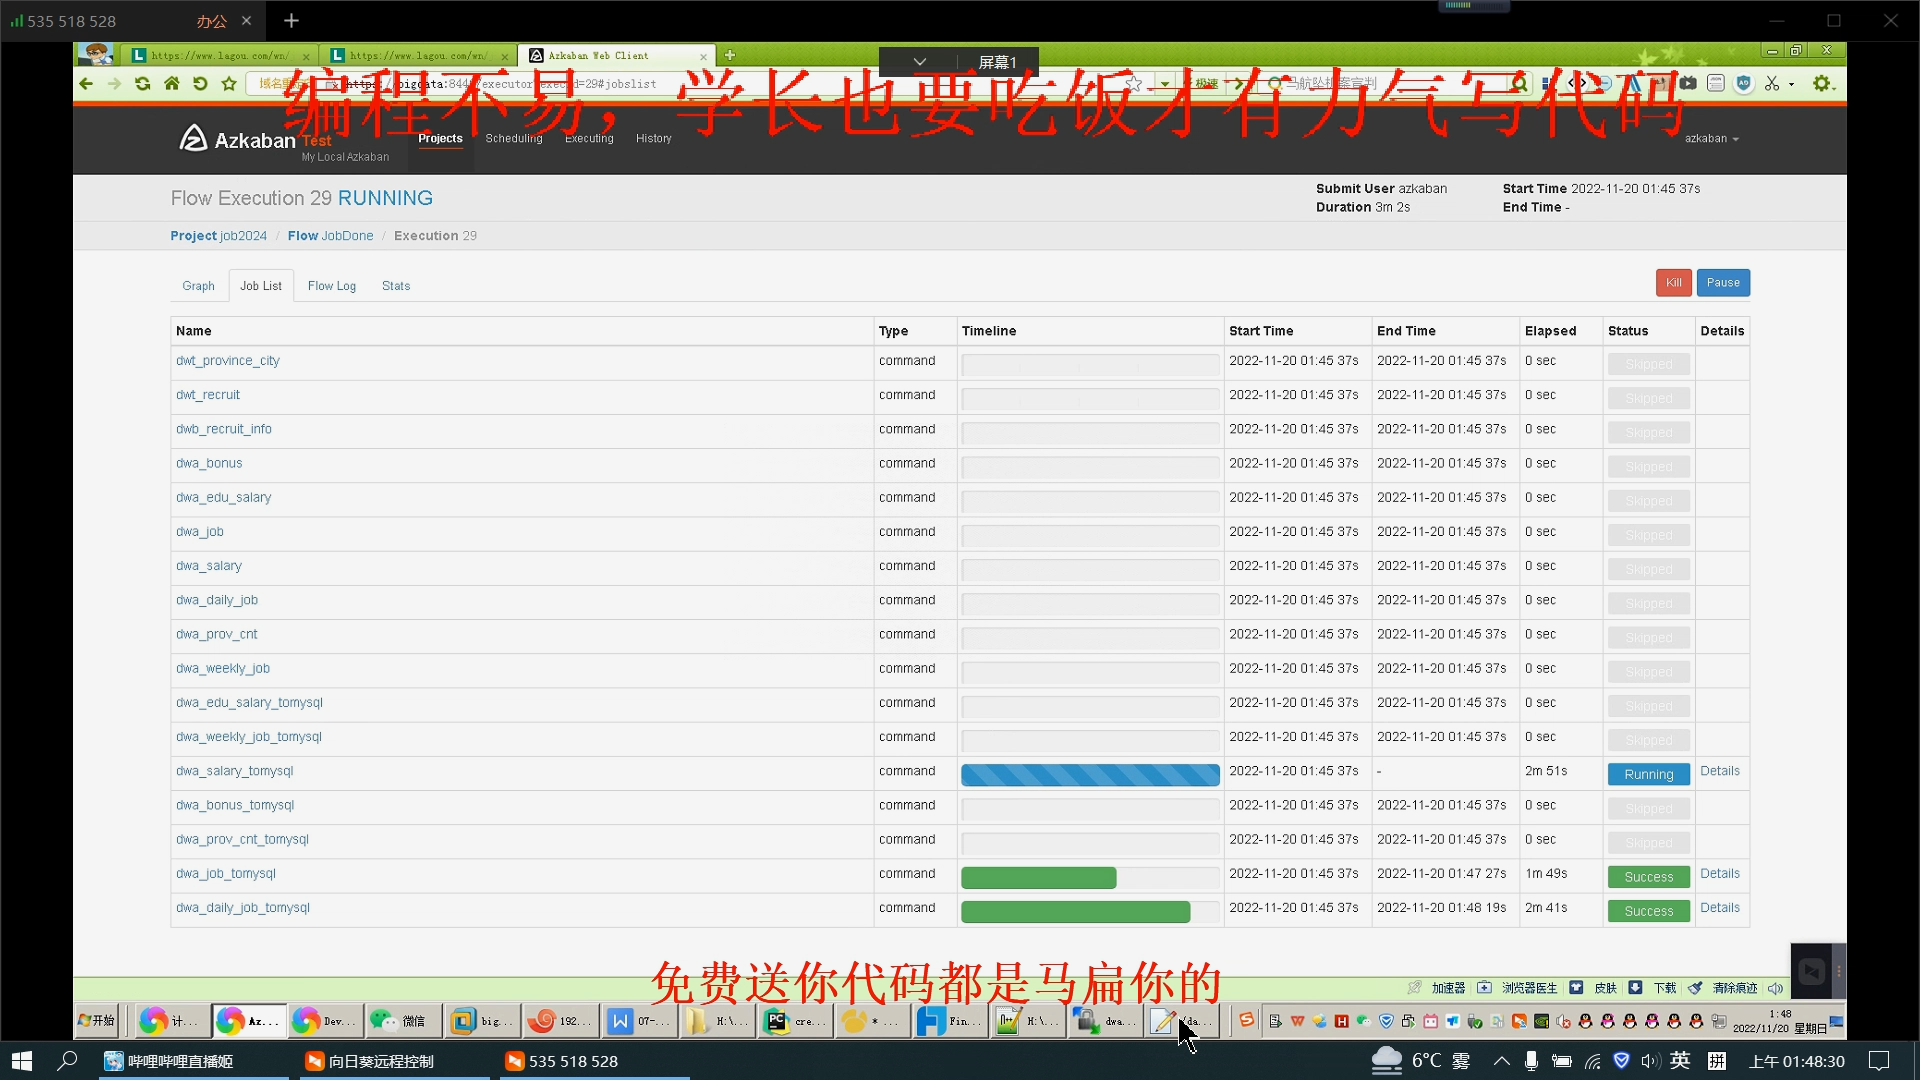 535 518 528
办公
屏幕1
https://www.lagou.com/wn/
https://www.lagou.com/wn/
Azkaban Web Client
编程不易，学长也要吃饭才有力气写代码
Azkaban
Test
My Local Azkaban
Projects
Scheduling
Executing
History
azkaban
Flow Execution 29 RUNNING
Submit User azkaban
Duration 3m 2s
Start Time 2022-11-20 01:45 37s
End Time -
Project job2024 / Flow JobDone / Execution 29
Graph
Job List
Flow Log
Stats
Kill
Pause
Name Type Timeline Start Time End Time Elapsed Status Details
dwt_province_city command 2022-11-20 01:45 37s 2022-11-20 01:45 37s 0 sec Skipped
dwt_recruit command 2022-11-20 01:45 37s 2022-11-20 01:45 37s 0 sec Skipped
dwb_recruit_info command 2022-11-20 01:45 37s 2022-11-20 01:45 37s 0 sec Skipped
dwa_bonus command 2022-11-20 01:45 37s 2022-11-20 01:45 37s 0 sec Skipped
dwa_edu_salary command 2022-11-20 01:45 37s 2022-11-20 01:45 37s 0 sec Skipped
dwa_job command 2022-11-20 01:45 37s 2022-11-20 01:45 37s 0 sec Skipped
dwa_salary command 2022-11-20 01:45 37s 2022-11-20 01:45 37s 0 sec Skipped
dwa_daily_job command 2022-11-20 01:45 37s 2022-11-20 01:45 37s 0 sec Skipped
dwa_prov_cnt command 2022-11-20 01:45 37s 2022-11-20 01:45 37s 0 sec Skipped
dwa_weekly_job command 2022-11-20 01:45 37s 2022-11-20 01:45 37s 0 sec Skipped
dwa_edu_salary_tomysql command 2022-11-20 01:45 37s 2022-11-20 01:45 37s 0 sec Skipped
dwa_weekly_job_tomysql command 2022-11-20 01:45 37s 2022-11-20 01:45 37s 0 sec Skipped
dwa_salary_tomysql command 2022-11-20 01:45 37s - 2m 51s Running Details
dwa_bonus_tomysql command 2022-11-20 01:45 37s 2022-11-20 01:45 37s 0 sec Skipped
dwa_prov_cnt_tomysql command 2022-11-20 01:45 37s 2022-11-20 01:45 37s 0 sec Skipped
dwa_job_tomysql command 2022-11-20 01:45 37s 2022-11-20 01:47 27s 1m 49s Success Details
dwa_daily_job_tomysql command 2022-11-20 01:45 37s 2022-11-20 01:48 19s 2m 41s Success Details
免费送你代码都是马扁你的
加速器 浏览器医生 皮肤 下载 清除痕迹
开始 计... Az... Dev... 微信 big... 192... 07-... H:\... cre... * ... Fin... H:\... dwa...
1:48
2022/11/20 星期日
哔哩哔哩直播姬 向日葵远程控制 535 518 528
6°C 雾
英
拼
上午 01:48:30